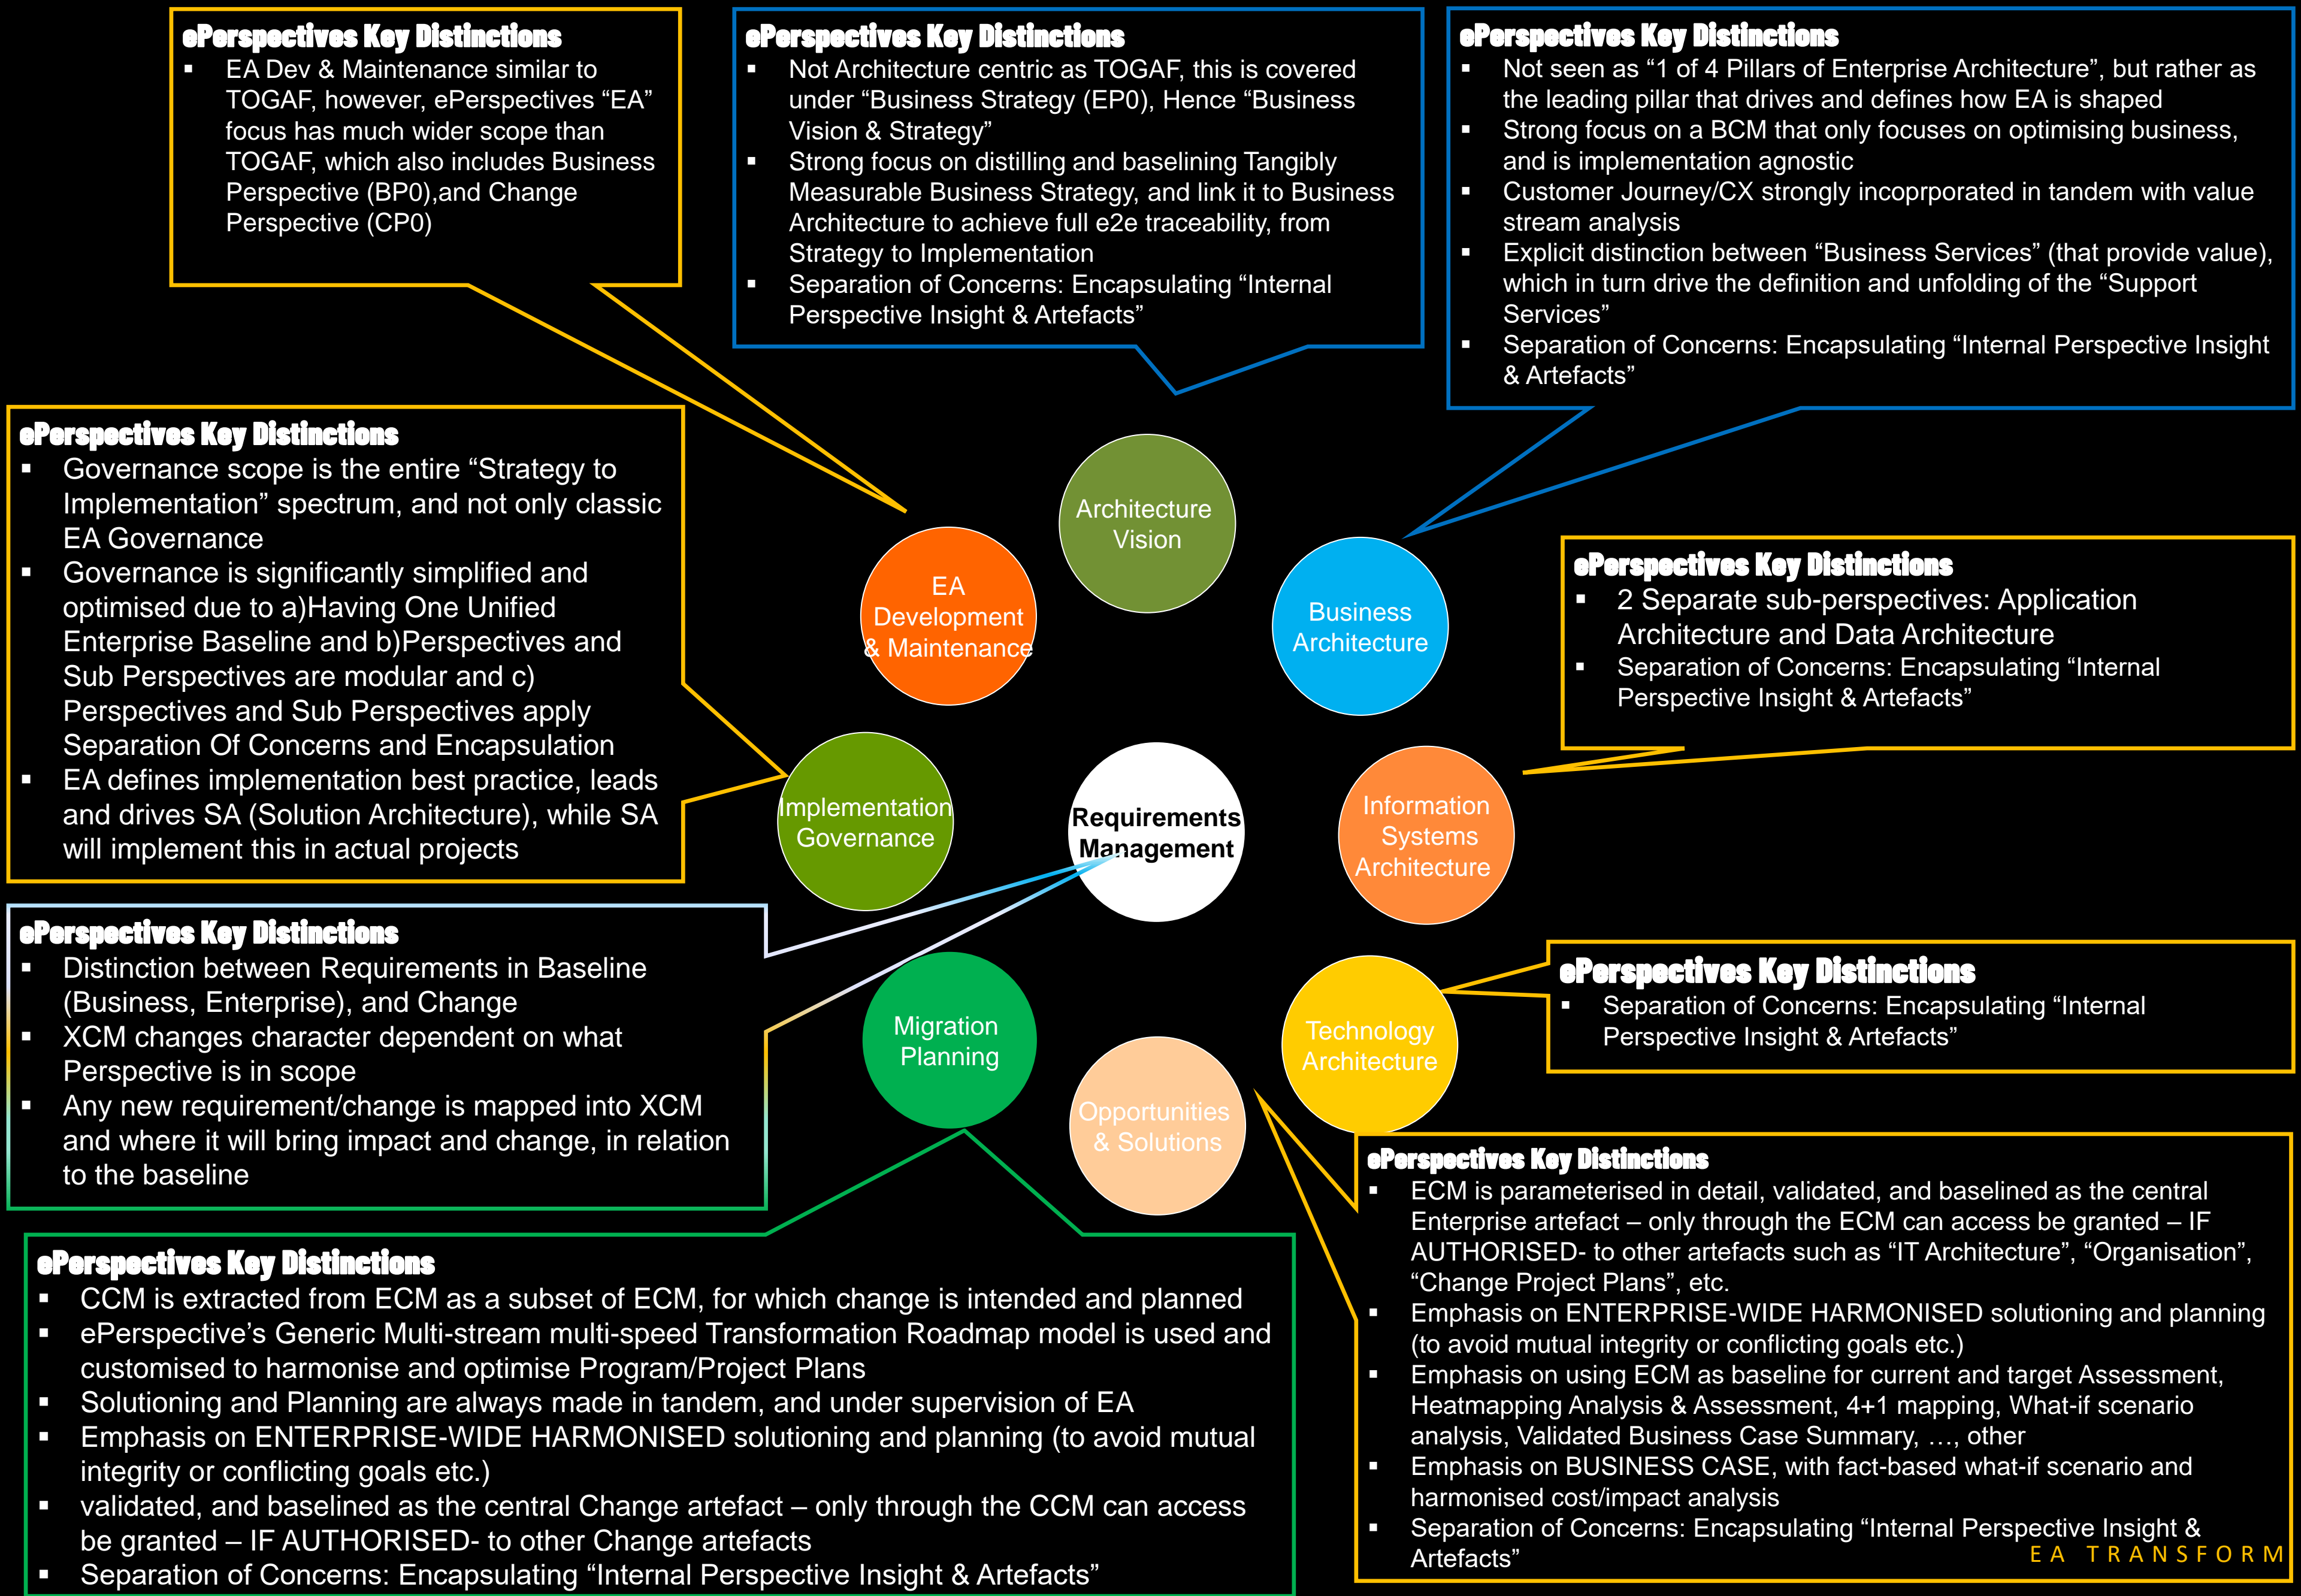 ePerspectives Key Distinctions
▪ EA Dev & Maintenance similar to
TOGAF, however, ePerspectives “EA”
focus has much wider scope than
TOGAF, which also includes Business
Perspective (BP0),and Change
Perspective (CP0)
ePerspectives Key Distinctions
▪ Not Architecture centric as TOGAF, this is covered
under “Business Strategy (EP0), Hence “Business
Vision & Strategy”
▪ Strong focus on distilling and baselining Tangibly
Measurable Business Strategy, and link it to Business
Architecture to achieve full e2e traceability, from
Strategy to Implementation
▪ Separation of Concerns: Encapsulating “Internal
Perspective Insight & Artefacts”
ePerspectives Key Distinctions
▪ Not seen as “1 of 4 Pillars of Enterprise Architecture”, but rather as
the leading pillar that drives and defines how EA is shaped
▪ Strong focus on a BCM that only focuses on optimising business,
and is implementation agnostic
▪ Customer Journey/CX strongly incoprporated in tandem with value
stream analysis
▪ Explicit distinction between “Business Services” (that provide value),
which in turn drive the definition and unfolding of the “Support
Services”
▪ Separation of Concerns: Encapsulating “Internal Perspective Insight
& Artefacts”
ePerspectives Key Distinctions
▪ Governance scope is the entire “Strategy to
Implementation” spectrum, and not only classic
EA Governance
▪ Governance is significantly simplified and
optimised due to a)Having One Unified
Enterprise Baseline and b)Perspectives and
Sub Perspectives are modular and c)
Perspectives and Sub Perspectives apply
Separation Of Concerns and Encapsulation
▪ EA defines implementation best practice, leads
and drives SA (Solution Architecture), while SA
will implement this in actual projects
Architecture
Vision
EA
Development
& Maintenance
Business
Architecture
ePerspectives Key Distinctions
▪ 2 Separate sub-perspectives: Application
Architecture and Data Architecture
▪ Separation of Concerns: Encapsulating “Internal
Perspective Insight & Artefacts”
Implementation
Governance
Requirements
Management
Information
Systems
Architecture
ePerspectives Key Distinctions
▪ Distinction between Requirements in Baseline
(Business, Enterprise), and Change
▪ XCM changes character dependent on what
Perspective is in scope
▪ Any new requirement/change is mapped into XCM
and where it will bring impact and change, in relation
to the baseline
Migration
Planning
Opportunities
& Solutions
Technology
Architecture
ePerspectives Key Distinctions
▪ Separation of Concerns: Encapsulating “Internal
Perspective Insight & Artefacts”
ePerspectives Key Distinctions
▪ CCM is extracted from ECM as a subset of ECM, for which change is intended and planned
▪ ePerspective’s Generic Multi-stream multi-speed Transformation Roadmap model is used and
customised to harmonise and optimise Program/Project Plans
▪ Solutioning and Planning are always made in tandem, and under supervision of EA
▪ Emphasis on ENTERPRISE-WIDE HARMONISED solutioning and planning (to avoid mutual
integrity or conflicting goals etc.)
▪ validated, and baselined as the central Change artefact – only through the CCM can access
be granted – IF AUTHORISED- to other Change artefacts
▪ Separation of Concerns: Encapsulating “Internal Perspective Insight & Artefacts”
ePerspectives Key Distinctions
▪ ECM is parameterised in detail, validated, and baselined as the central
Enterprise artefact – only through the ECM can access be granted – IF
AUTHORISED- to other artefacts such as “IT Architecture”, “Organisation”,
“Change Project Plans”, etc.
▪ Emphasis on ENTERPRISE-WIDE HARMONISED solutioning and planning
(to avoid mutual integrity or conflicting goals etc.)
▪ Emphasis on using ECM as baseline for current and target Assessment,
Heatmapping Analysis & Assessment, 4+1 mapping, What-if scenario
analysis, Validated Business Case Summary, …, other
▪ Emphasis on BUSINESS CASE, with fact-based what-if scenario and
harmonised cost/impact analysis
▪ Separation of Concerns: Encapsulating “Internal Perspective Insight &
Artefacts”
EA TRANSFORM